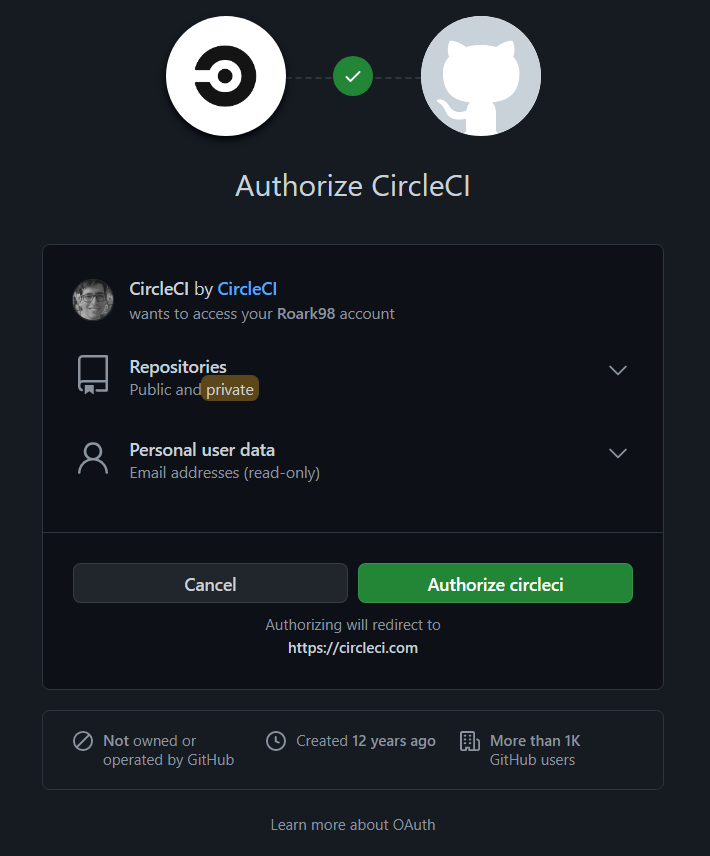 Authorize CircleCI
CircleCI by CircleCI
wants to access your Roark98 account
Repositories
Public and private
Personal user data
Email addresses (read-only)
Cancel
Authorize circleci
Authorizing will redirect to
https://circleci.com
Not owned or
operated by GitHub
Created 12 years ago
More than 1K
GitHub users
Learn more about OAuth